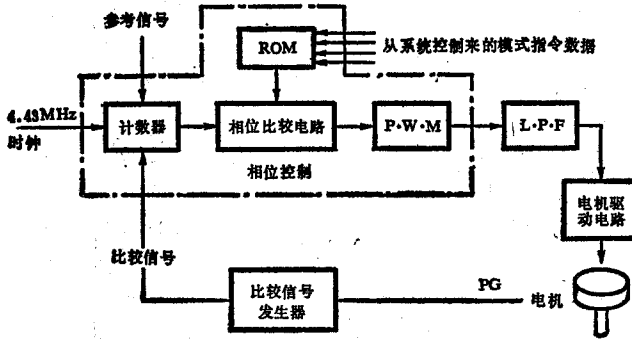 参考信号
ROM
从系统控制来的模式指令数据
4.43MHz
时钟
计数器
相位比较电路
P·W·M
L·P·F
相位控制
电机驱
动电路
比较信号
比较信号
发生器
PG
电机